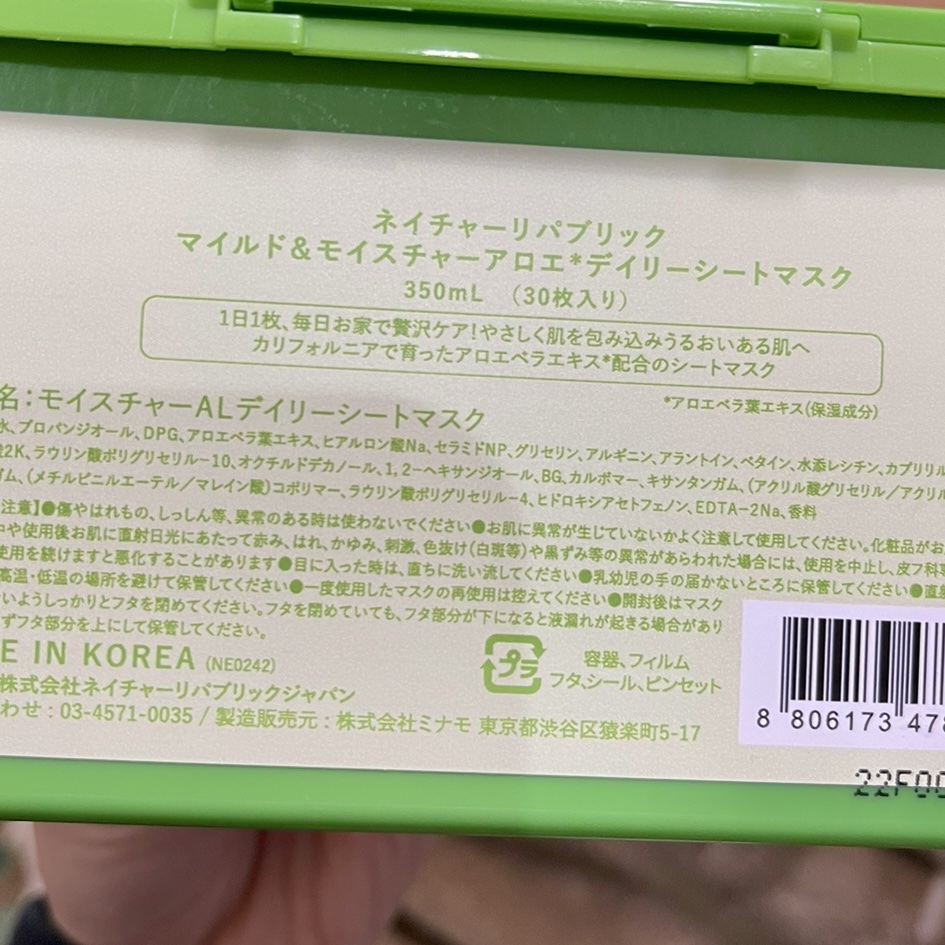 ネイチャーリパブリック
マイルド&モイスチャーアロエ*デイリーシートマスク
350mL （30枚入り）
1日1枚、毎日お家で贅沢ケア!やさしく肌を包み込みうるおいある肌へ
カリフォルニアで育ったアロエベラエキス*配合のシートマスク
*アロエベラ葉エキス(保湿成分)
名：モイスチャーALデイリーシートマスク
水、プロパンジオール、DPG、アロエベラ葉エキス、ヒアルロン酸Na、セラミドNP、グリセリン、アルギニン、アラントイン、ベタイン、水添レシチン、カプリリル
2K、ラウリン酸ポリグリセリル-10、オクチルドデカノール、1,2-ヘキサンジオール、BG、カルボマー、キサンタンガム、(アクリル酸グリセリル/アクリル
ガム、(メチルビニルエーテル/マレイン酸)コポリマー、ラウリン酸ポリグリセリル-4、ヒドロキシアセトフェノン、EDTA-2Na、香料
注意】●傷やはれもの、しっしん等、異常のある時は使わないでください●お肌に異常が生じていないかよく注意して使用してください。化粧品がお
中や使用後お肌に直射日光にあたって赤み、はれ、かゆみ、刺激、色抜け(白斑等)や黒ずみ等の異常があらわれた場合には、使用を中止し、皮フ科専
使用を続けますと悪化することがあります●目に入った時は、直ちに洗い流してください●乳幼児の手の届かないところに保管してください●直
高温・低温の場所を避けて保管してください●一度使用したマスクの再使用は控えてください●開封後はマスク
いようしっかりとフタを閉めてください。フタを閉めていても、フタ部分が下になると液漏れが起きる場合があり
ずフタ部分を上にして保管してください。
E IN KOREA (NE0242)
プラ
容器、フィルム
フタ、シール、ピンセット
株式会社ネイチャーリパブリックジャパン
わせ：03-4571-0035 / 製造販売元：株式会社ミナモ 東京都渋谷区猿楽町5-17
8 806173 478
22F00